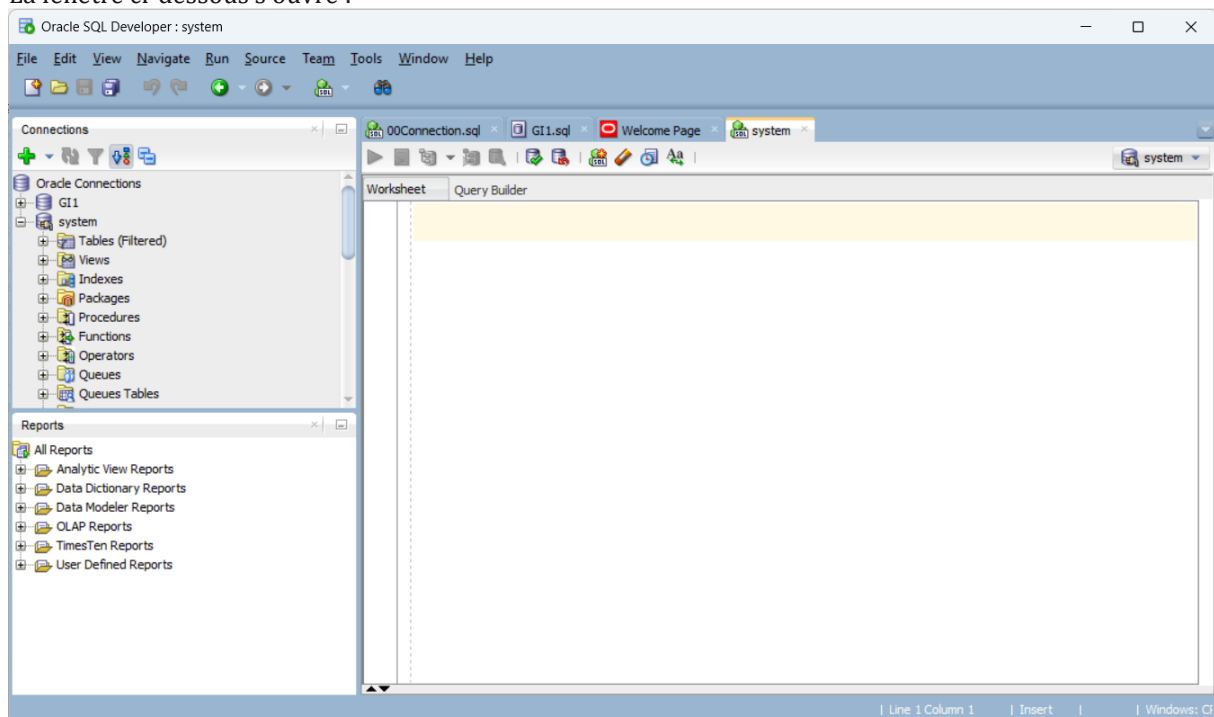 La fenêtre ci-dessous s'ouvre :
Oracle SQL Developer : system
File Edit View Navigate Run Source Team Tools Window Help
Connections
Oracle Connections
GI1
system
Tables (Filtered)
Views
Indexes
Packages
Procedures
Functions
Operators
Queues
Queues Tables
Reports
All Reports
Analytic View Reports
Data Dictionary Reports
Data Modeler Reports
OLAP Reports
TimesTen Reports
User Defined Reports
00Connection.sql GI1.sql Welcome Page system
system
Worksheet Query Builder
| Line 1 Column 1 | Insert | | Windows: